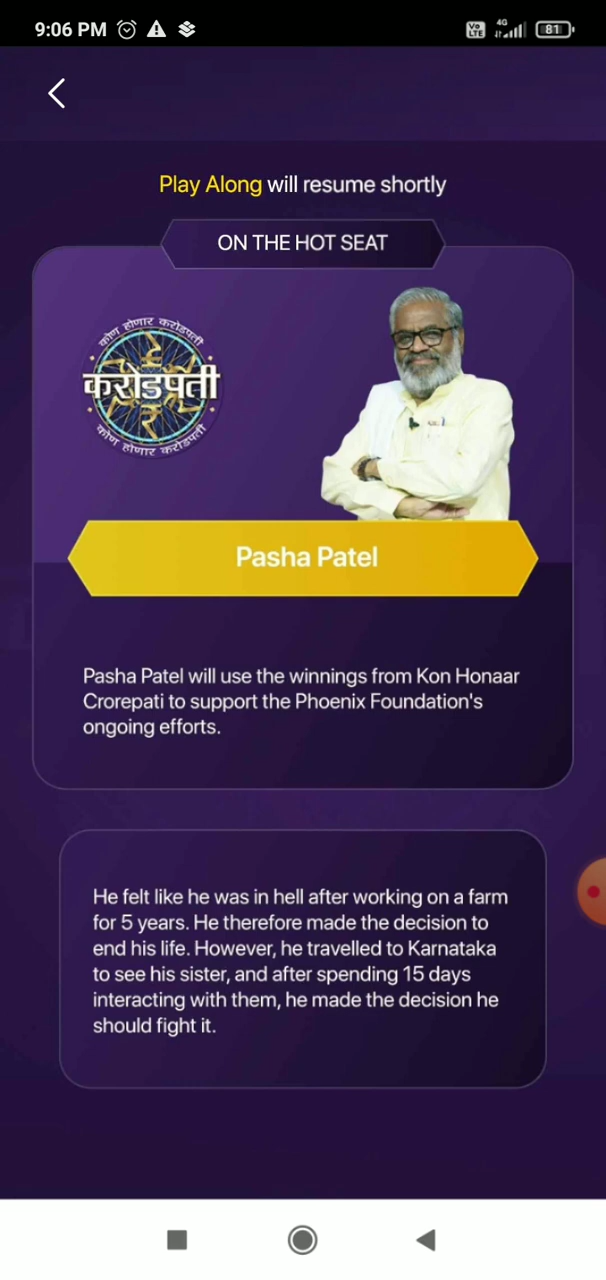 9:06 PM
Vo
LTE
4G
81
Play Along will resume shortly
ON THE HOT SEAT
कोण होणार करोडपती
करोडपती
कोण होणार करोडपती
Pasha Patel
Pasha Patel will use the winnings from Kon Honaar
Crorepati to support the Phoenix Foundation's
ongoing efforts.
He felt like he was in hell after working on a farm
for 5 years. He therefore made the decision to
end his life. However, he travelled to Karnataka
to see his sister, and after spending 15 days
interacting with them, he made the decision he
should fight it.